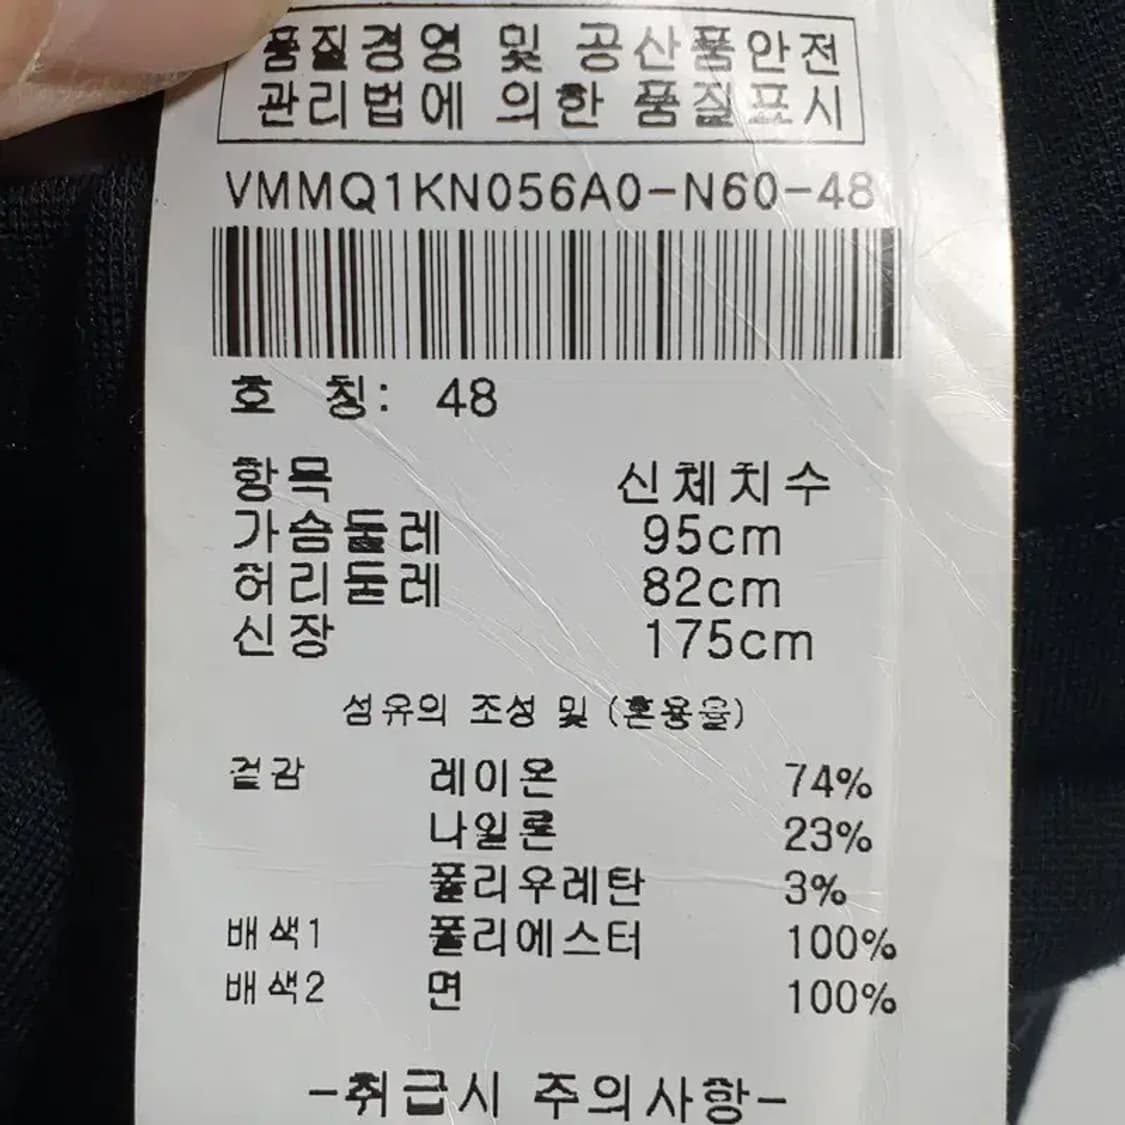 품질경영 및 공산품안전
관리법에 의한 품질표시
VMMQ1KN056A0-N60-48
호 칭: 48
항목 신체치수
가슴둘레 95cm
허리둘레 82cm
신장 175cm
섬유의 조성 및 (혼용율)
겉감 레이온 74%
나일론 23%
폴리우레탄 3%
배색1 폴리에스터 100%
배색2 면 100%
-취급시 주의사항-